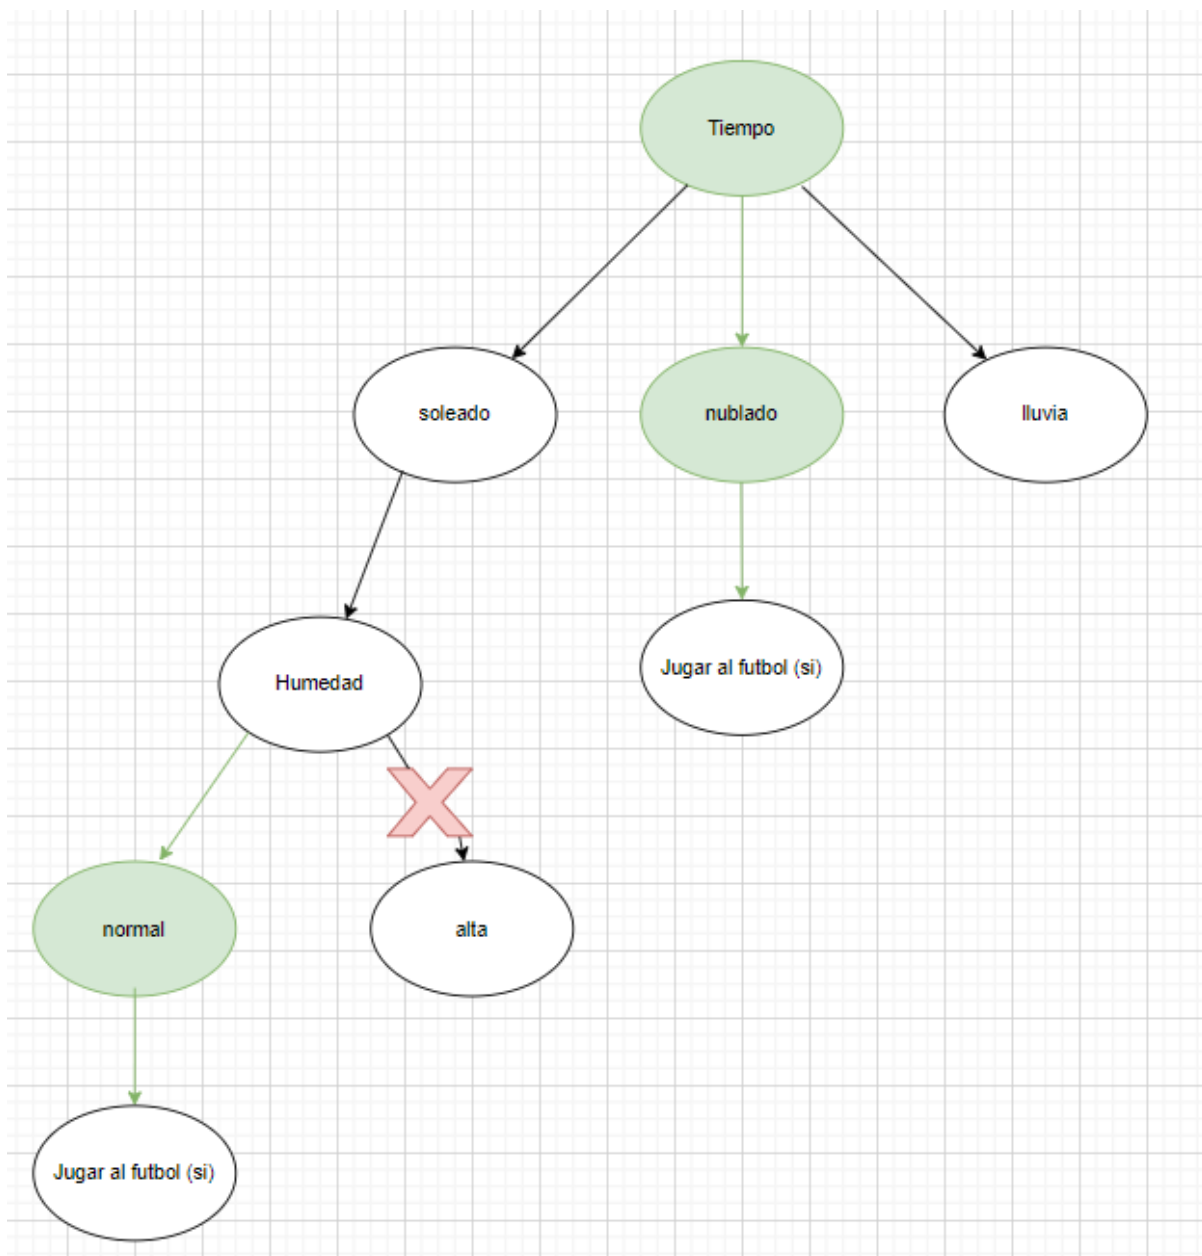 Tiempo
soleado
nublado
lluvia
Humedad
Jugar al futbol (si)
normal
alta
Jugar al futbol (si)